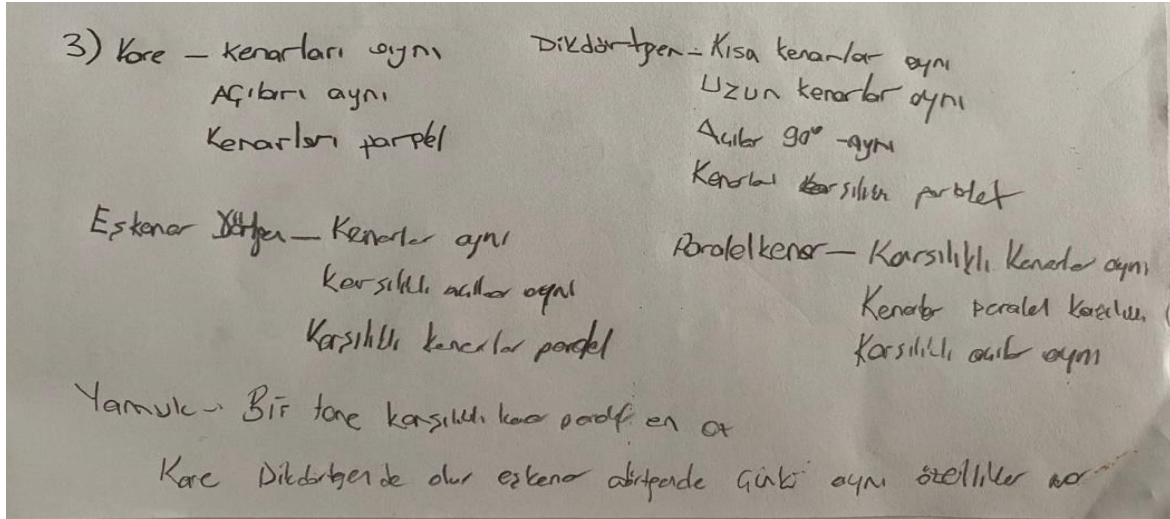 3) Kare – kenarları aynı
Açıları aynı
Kenarları paralel
Dikdörtgen – Kısa kenarlar aynı
Uzun kenarlar aynı
Açılar 90° - aynı
Kenarlar karşılıklı paralel
Eşkenar Dörtgen – Kenarlar aynı
Karşılıklı açılar aynı
Karşılıklı kenarlar paralel
Paralelkenar – Karşılıklı Kenarlar aynı
Kenarlar paralel karşılıklı
Karşılıklı açılar aynı
Yamuk - Bir tane karşılıklı kenar paralel en az
Kare Dikdörtgende olur eşkenar dörtgende Çünkü aynı özellikler var